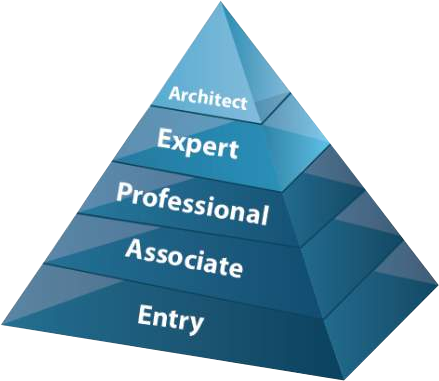 Architect
Expert
Professional
Associate
Entry